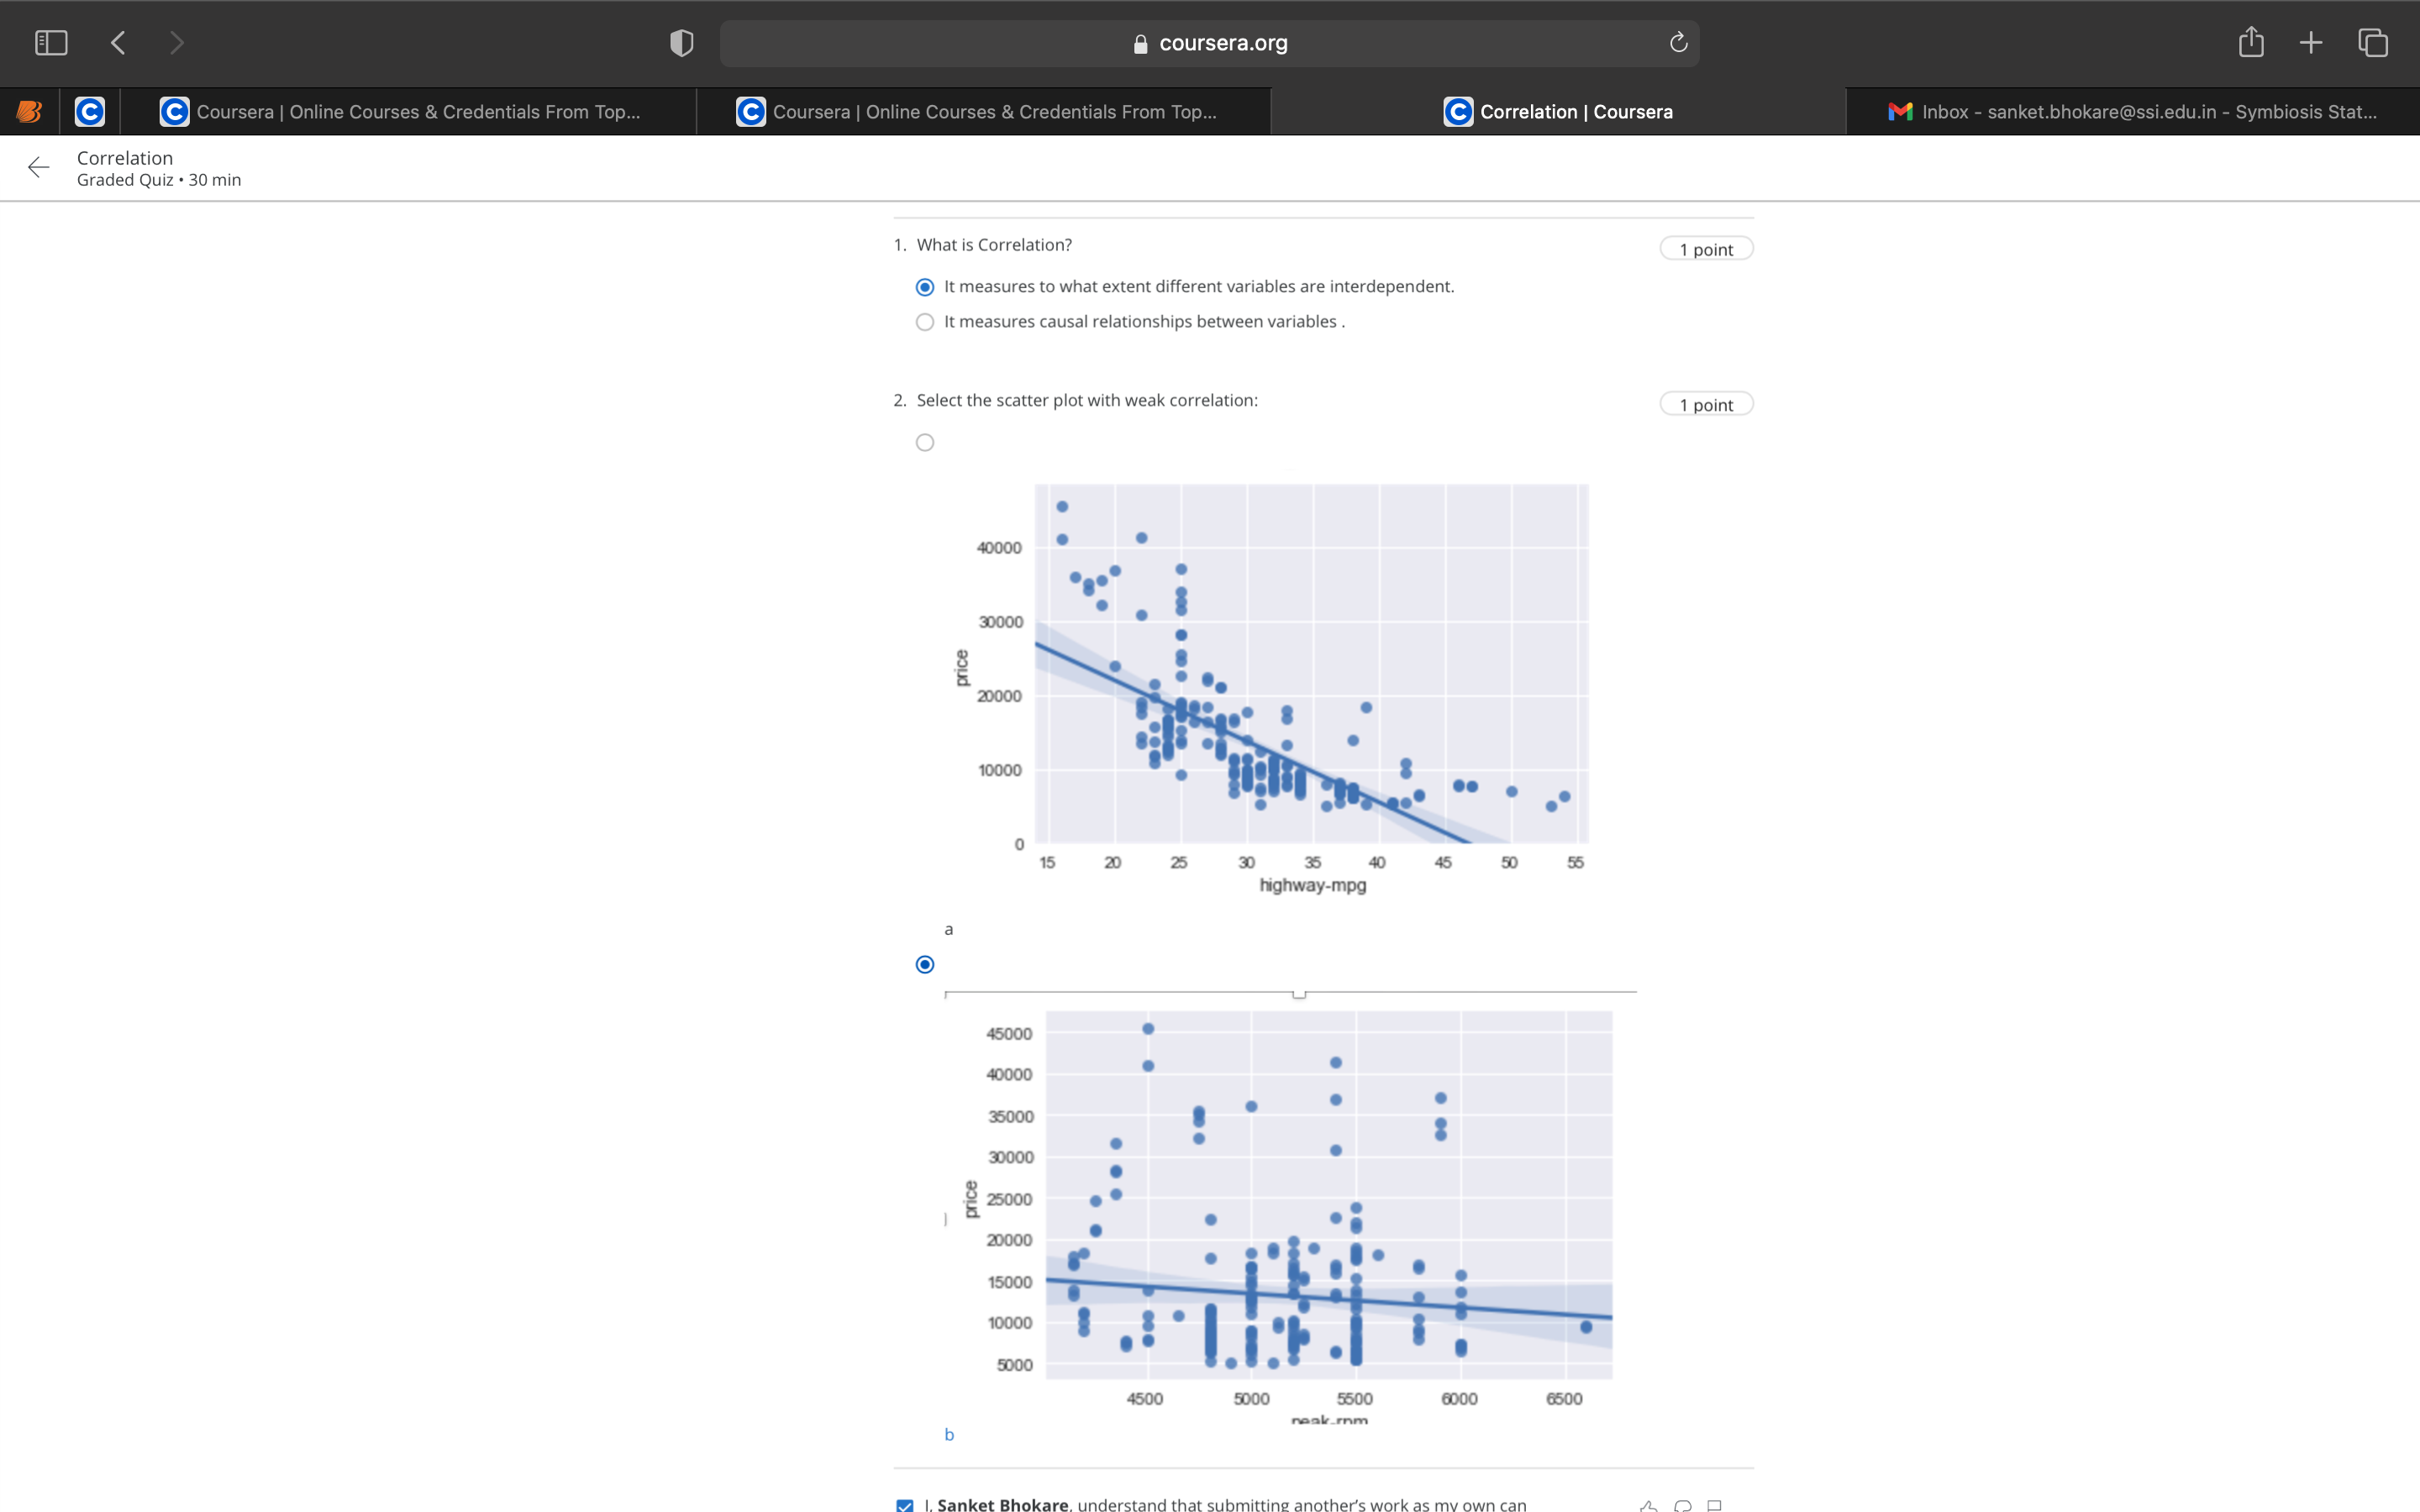 coursera.org
Coursera | Online Courses & Credentials From Top...
Coursera | Online Courses & Credentials From Top...
Correlation | Coursera
Inbox - sanket.bhokare@ssi.edu.in - Symbiosis Stat...
Correlation
Graded Quiz • 30 min
1. What is Correlation?
1 point
It measures to what extent different variables are interdependent.
It measures causal relationships between variables .
2. Select the scatter plot with weak correlation:
1 point
40000
30000
20000
10000
0
price
15 20 25 30 35 40 45 50 55
highway-mpg
a
45000
40000
35000
30000
25000
20000
15000
10000
5000
price
4500 5000 5500 6000 6500
peak-rpm
b
I, Sanket Bhokare, understand that submitting another's work as my own can